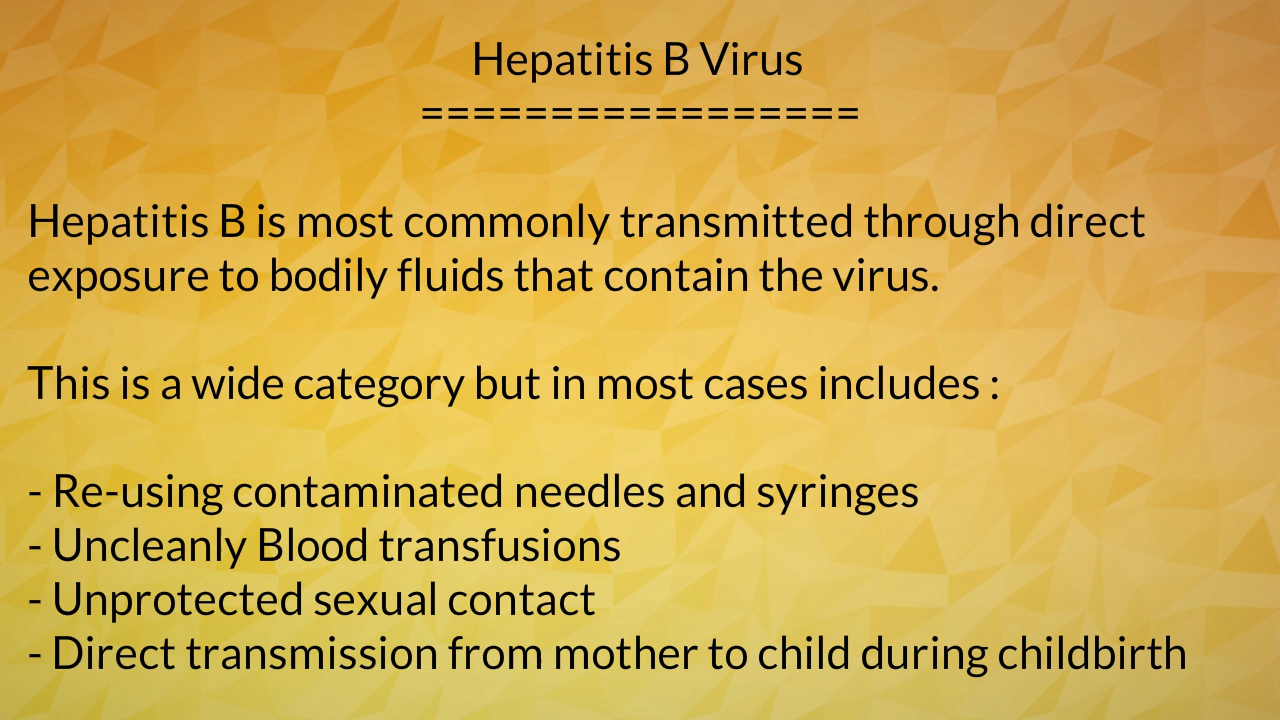 Hepatitis B Virus
=================
Hepatitis B is most commonly transmitted through direct
exposure to bodily fluids that contain the virus.
This is a wide category but in most cases includes :
- Re-using contaminated needles and syringes
- Uncleanly Blood transfusions
- Unprotected sexual contact
- Direct transmission from mother to child during childbirth